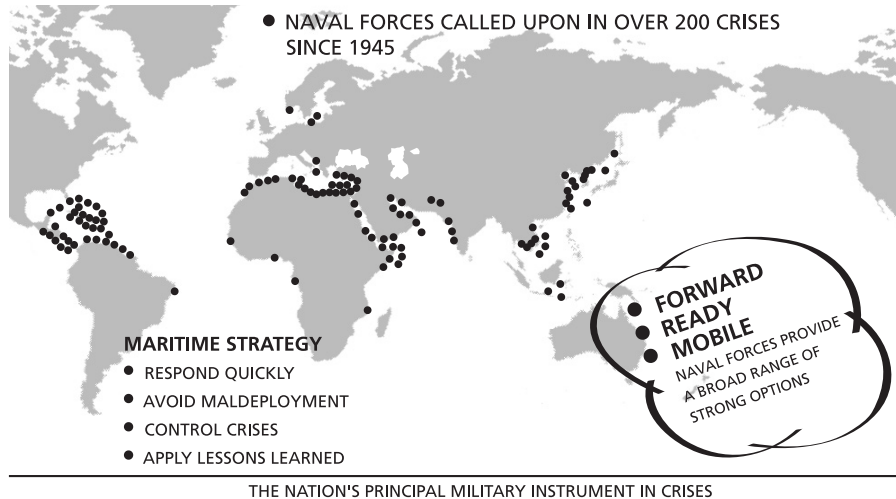 ● NAVAL FORCES CALLED UPON IN OVER 200 CRISES
SINCE 1945
MARITIME STRATEGY
● RESPOND QUICKLY
● AVOID MALDEPLOYMENT
● CONTROL CRISES
● APPLY LESSONS LEARNED
● FORWARD
● READY
● MOBILE
NAVAL FORCES PROVIDE
A BROAD RANGE OF
STRONG OPTIONS
THE NATION'S PRINCIPAL MILITARY INSTRUMENT IN CRISES